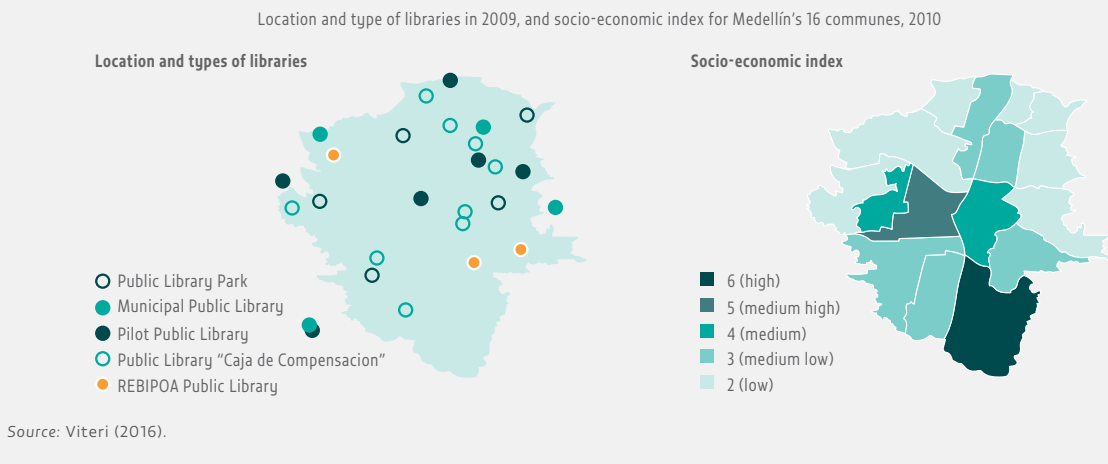 Location and type of libraries in 2009, and socio-economic index for Medellín's 16 communes, 2010
Location and types of libraries
Public Library Park
Municipal Public Library
Pilot Public Library
Public Library “Caja de Compensacion”
REBIPOA Public Library
Socio-economic index
6 (high)
5 (medium high)
4 (medium)
3 (medium low)
2 (low)
Source: Viteri (2016).